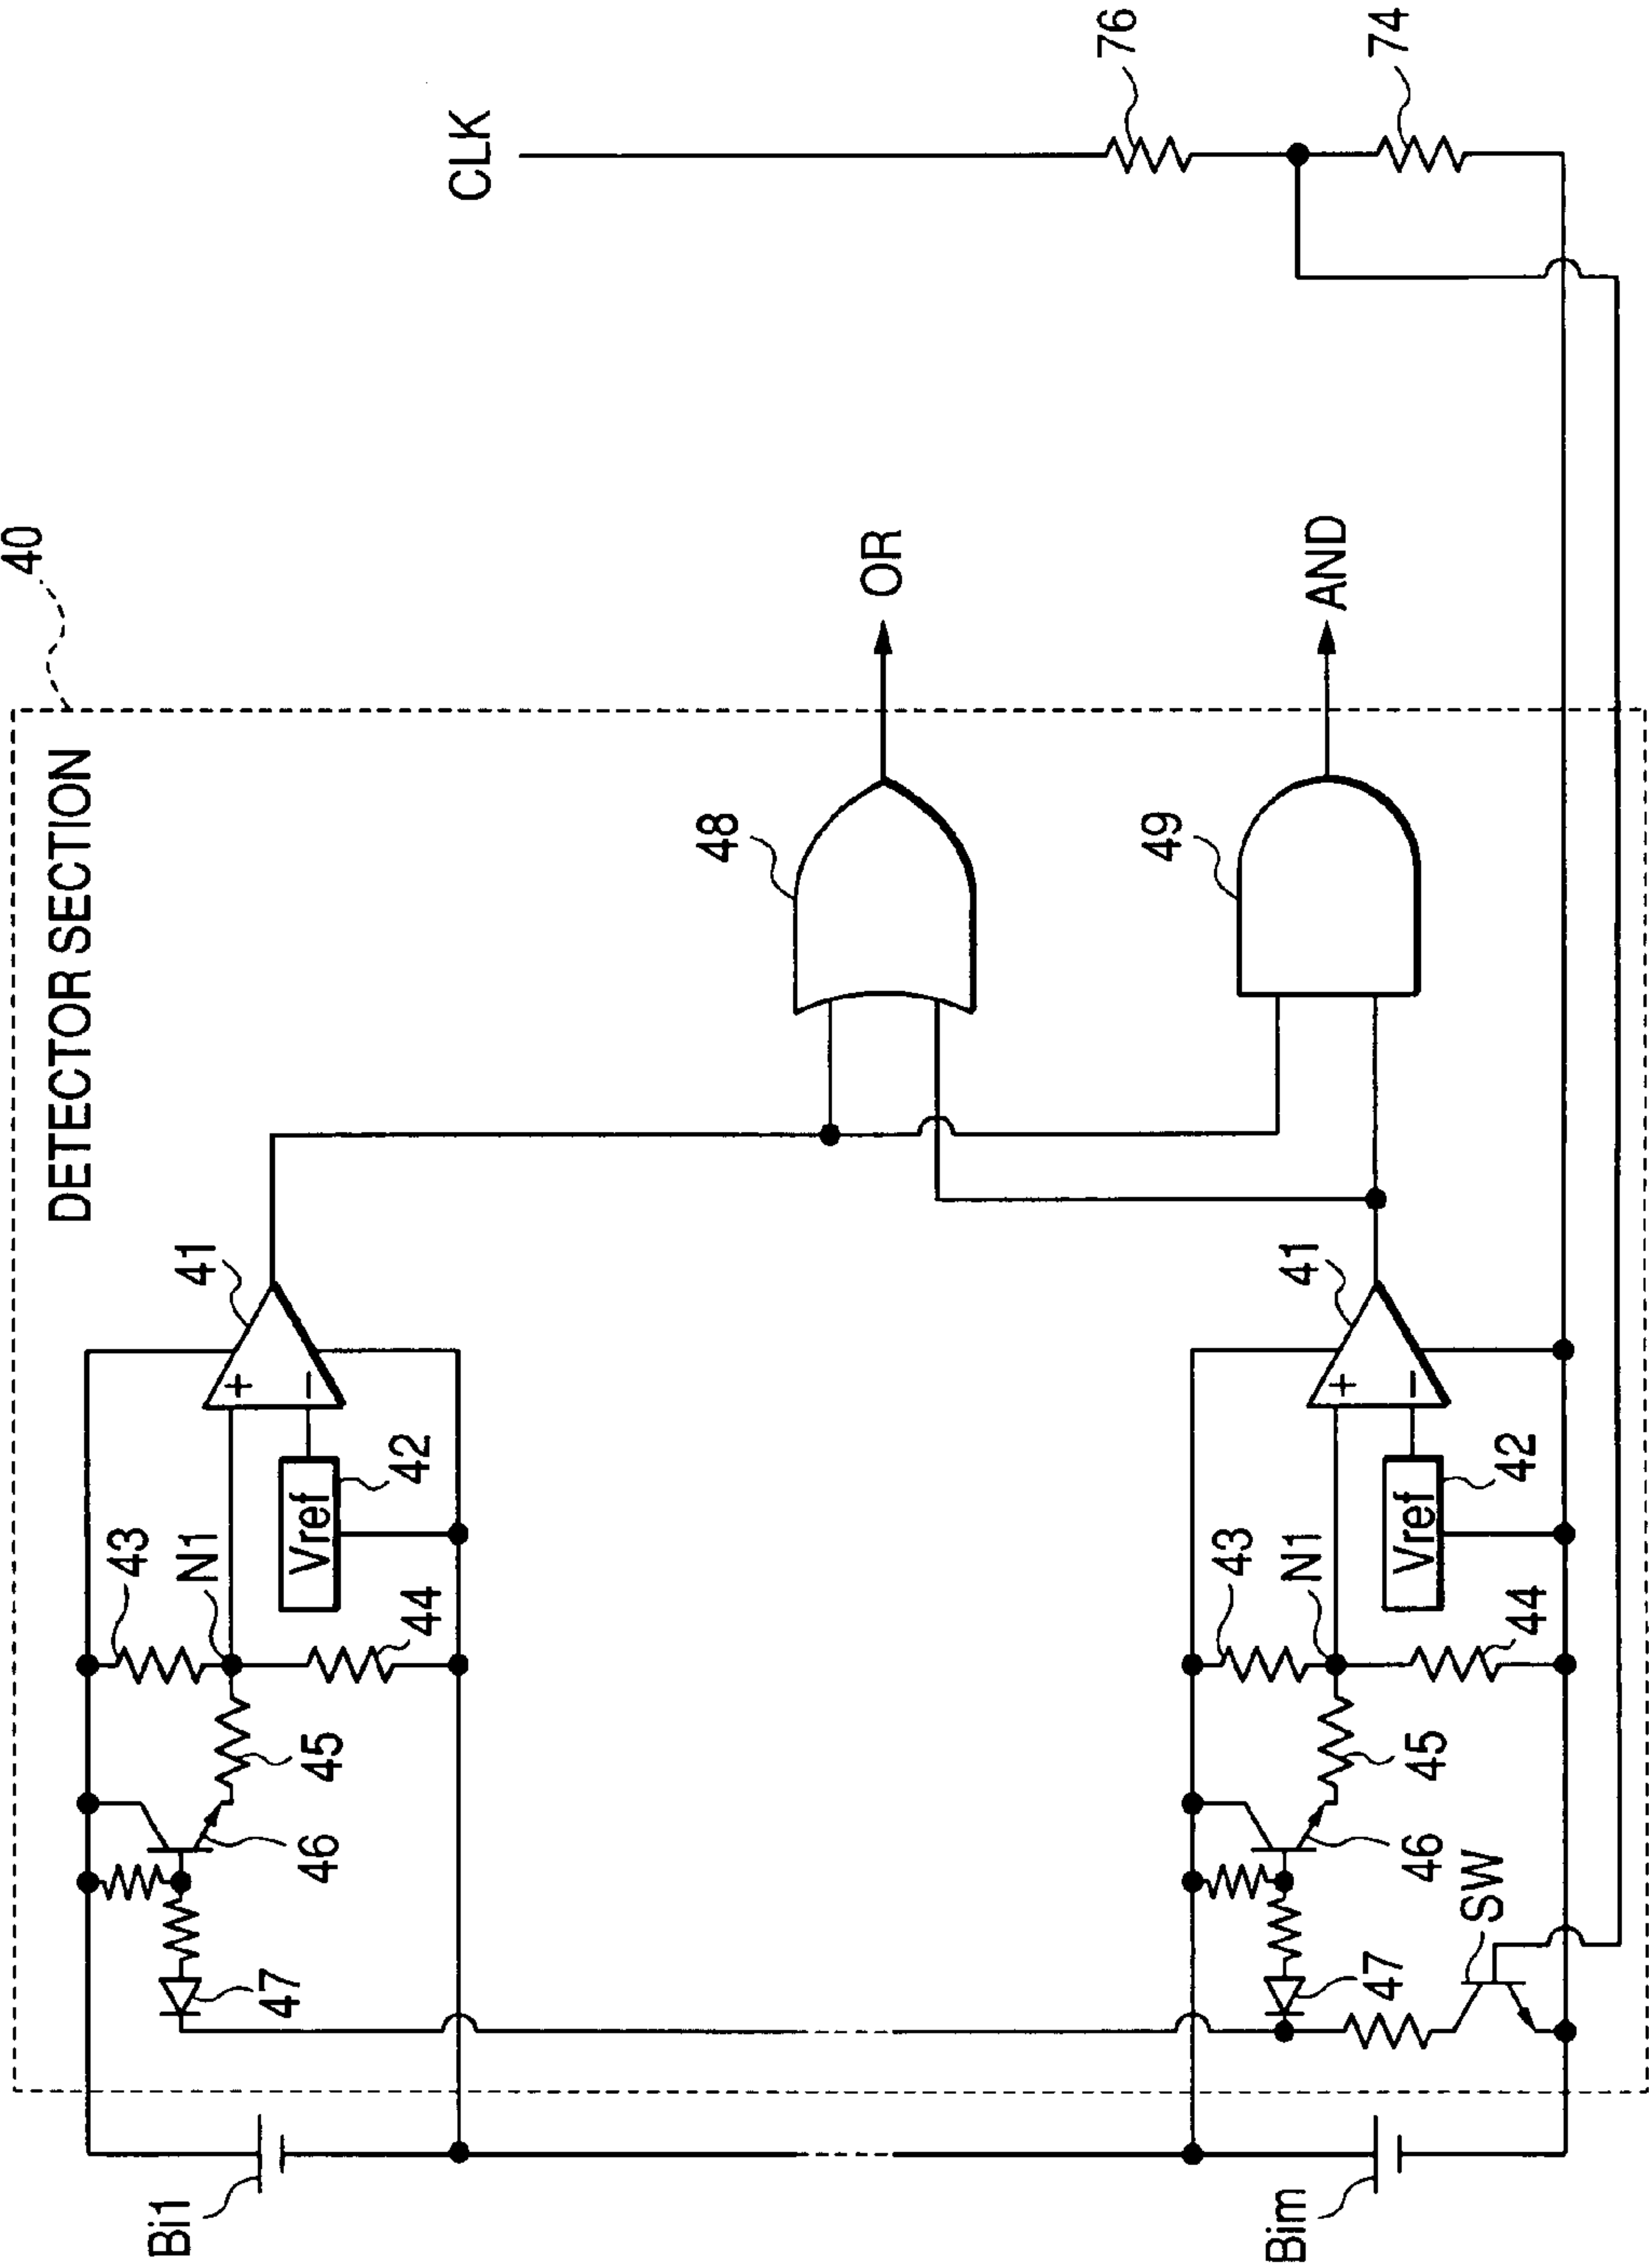 40
DETECTOR SECTION
Bi1
47
46
45
43
N1
44
Vref
42
41
+
−
48
OR
49
AND
CLK
76
74
Bim
47
46
SW
45
43
N1
44
Vref
42
41
+
−